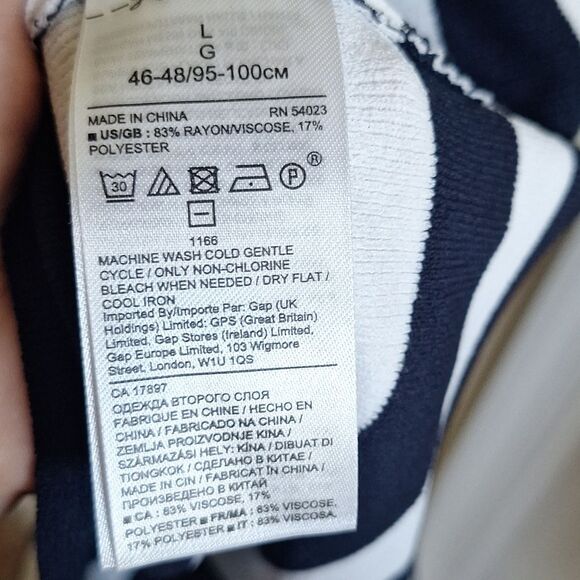 L
G
46-48/95-100CM
MADE IN CHINA RN 54023
■ US/GB : 83% RAYON/VISCOSE, 17%
POLYESTER
30 P ®
1166
MACHINE WASH COLD GENTLE
CYCLE / ONLY NON-CHLORINE
BLEACH WHEN NEEDED / DRY FLAT /
COOL IRON
Imported By/Importe Par: Gap (UK
Holdings) Limited: GPS (Great Britain)
Limited, Gap Stores (Ireland) Limited,
Gap Europe Limited, 103 Wigmore
Street, London, W1U 1QS
CA 17897
ОДЕЖДА ВТОРОГО СЛОЯ
FABRIQUE EN CHINE / HECHO EN
CHINA / FABRICADO NA CHINA /
ZEMLJA PROIZVODNJE KINA /
SZÁRMAZÁSI HELY: KÍNA / DIBUAT DI
TIONGKOK / СДЕЛАНО В КИТАЕ /
MADE IN CIN / FABRICAT ÎN CHINA /
ПРОИЗВЕДЕНО В КИТАЙ
■ CA : 83% VISCOSE, 17%
POLYESTER ■ FR/MA : 83% VISCOSE,
17% POLYESTER ■ IT : 83% VISCOSA,